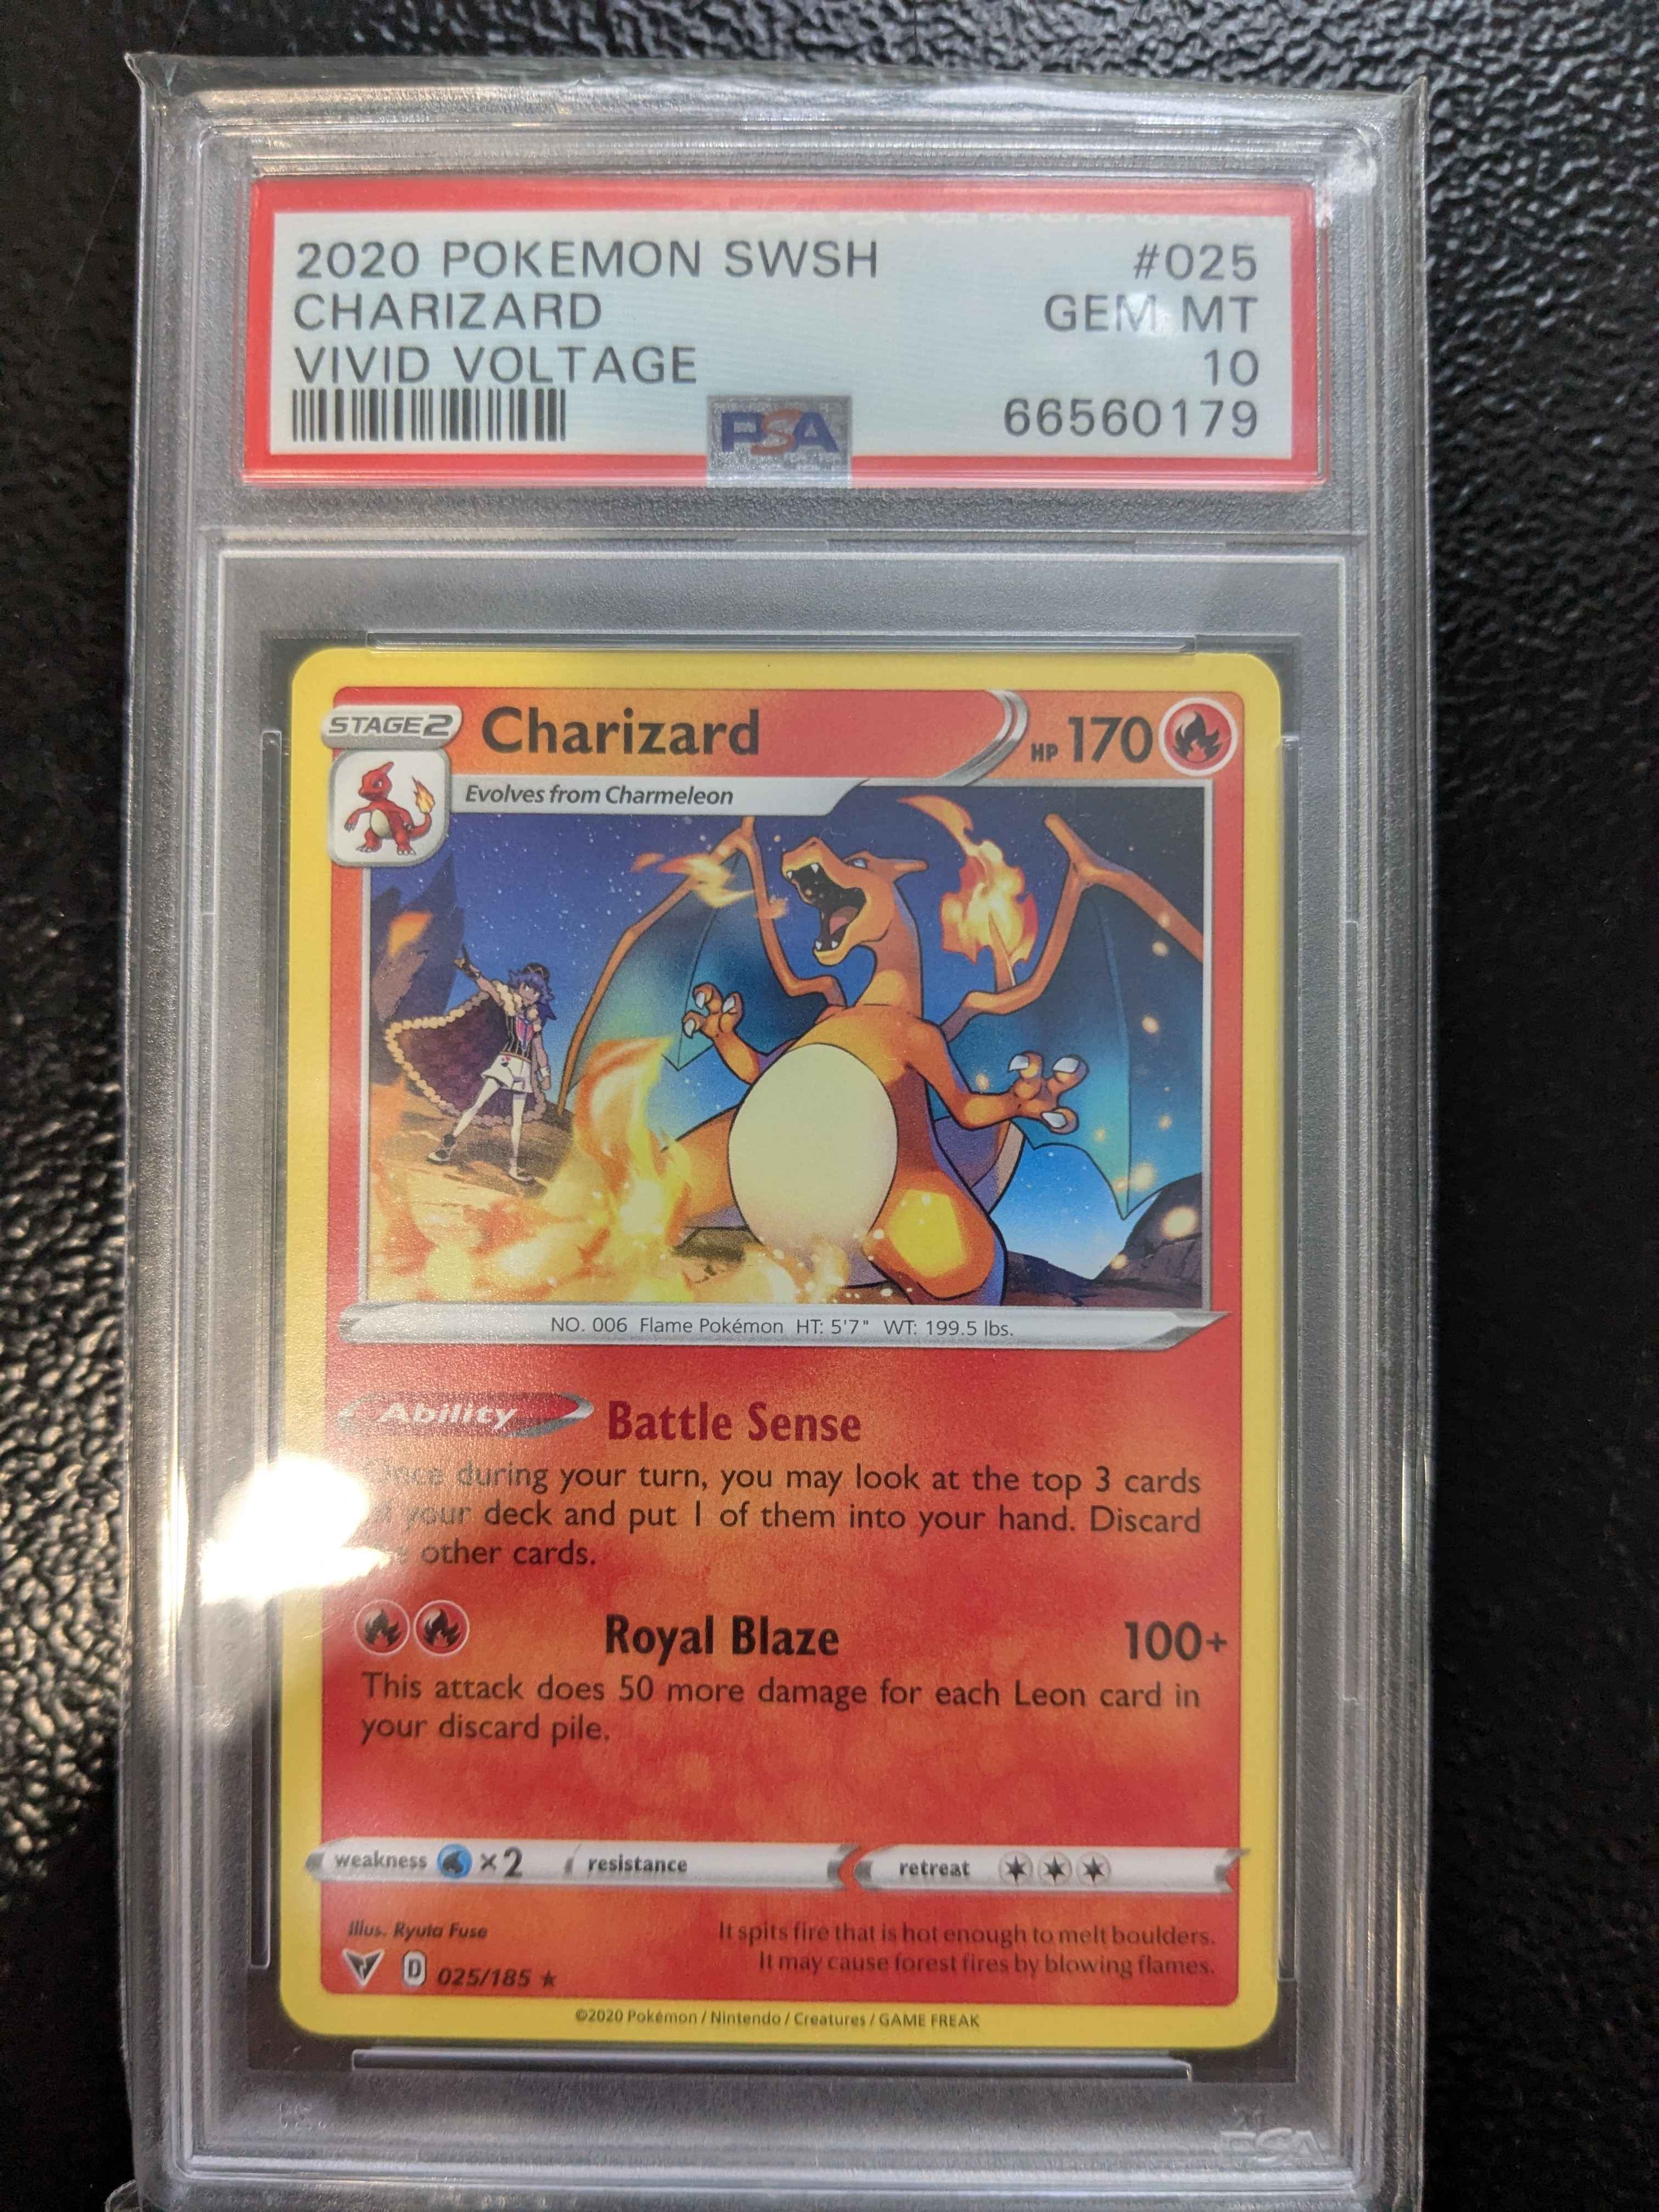 2020 POKEMON SWSH #025
CHARIZARD GEM MT
VIVID VOLTAGE 10
66560179
PSA
STAGE 2 Charizard HP 170
Evolves from Charmeleon
NO. 006 Flame Pokémon HT: 5'7" WT: 199.5 lbs.
Ability Battle Sense
Once during your turn, you may look at the top 3 cards
your deck and put 1 of them into your hand. Discard
other cards.
Royal Blaze 100+
This attack does 50 more damage for each Leon card in
your discard pile.
weakness ×2 resistance retreat
Illus. Ryuta Fuse
It spits fire that is hot enough to melt boulders.
It may cause forest fires by blowing flames.
D 025/185 ★
©2020 Pokémon / Nintendo / Creatures / GAME FREAK
PSA